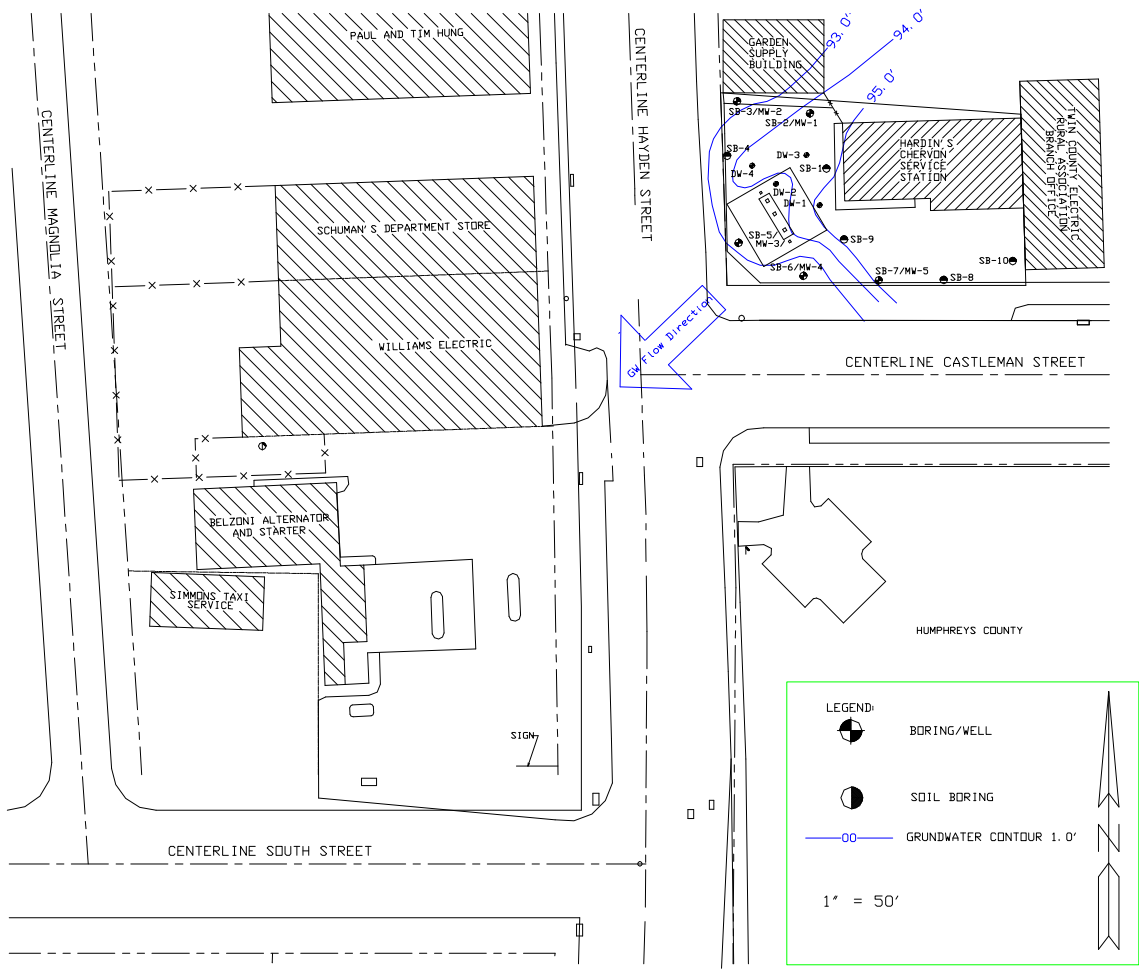 PAUL AND TIM HUNG
CENTERLINE HAYDEN STREET
GARDEN
SUPPLY
BUILDING
93.0'
94.0'
95.0'
SB-3/MW-2
SB-2/MW-1
SB-4
DW-3
DW-4
SB-1
DW-2
DW-1
SB-5/
MW-3/
SB-9
SB-6/MW-4
SB-7/MW-5
SB-8
SB-10
HARDIN'S
CHERVON
SERVICE
STATION
TWIN COUNTY ELECTRIC
RURAL ASSOCIATION
BRANCH OFFICE
CENTERLINE MAGNOLIA STREET
SCHUMAN'S DEPARTMENT STORE
WILLIAMS ELECTRIC
GW Flow Direction
CENTERLINE CASTLEMAN STREET
BELZONI ALTERNATOR
AND STARTER
SIMMONS TAXI
SERVICE
HUMPHREYS COUNTY
SIGN
CENTERLINE SOUTH STREET
LEGEND:
BORING/WELL
SOIL BORING
00 GRUNDWATER CONTOUR 1.0'
1" = 50'
N